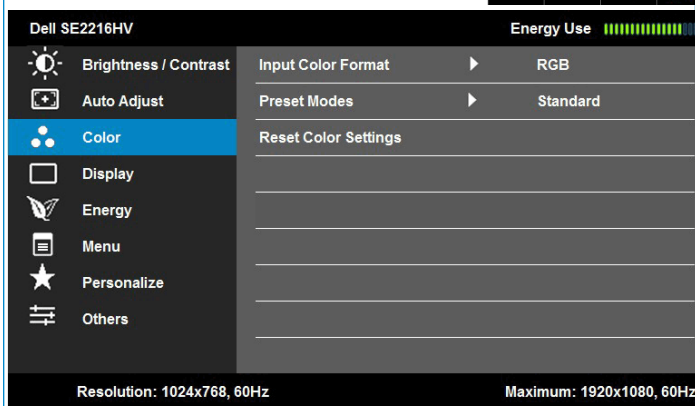 Dell SE2216HV Energy Use
Brightness / Contrast Input Color Format RGB
Auto Adjust Preset Modes Standard
Color Reset Color Settings
Display
Energy
Menu
Personalize
Others
Resolution: 1024x768, 60Hz Maximum: 1920x1080, 60Hz